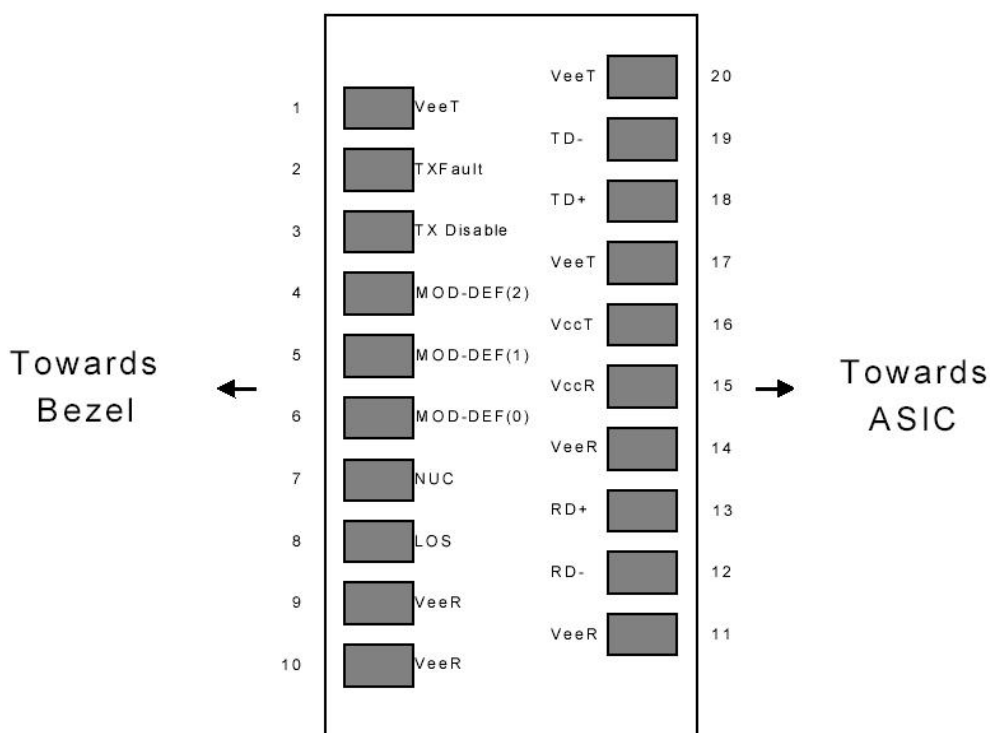 VeeT 20
1 VeeT
TD- 19
2 TXFault
TD+ 18
3 TX Disable
VeeT 17
4 MOD-DEF(2)
VccT 16
5 MOD-DEF(1)
Towards
Bezel
VccR 15
Towards
ASIC
6 MOD-DEF(0)
VeeR 14
7 NUC
RD+ 13
8 LOS
RD- 12
9 VeeR
VeeR 11
10 VeeR